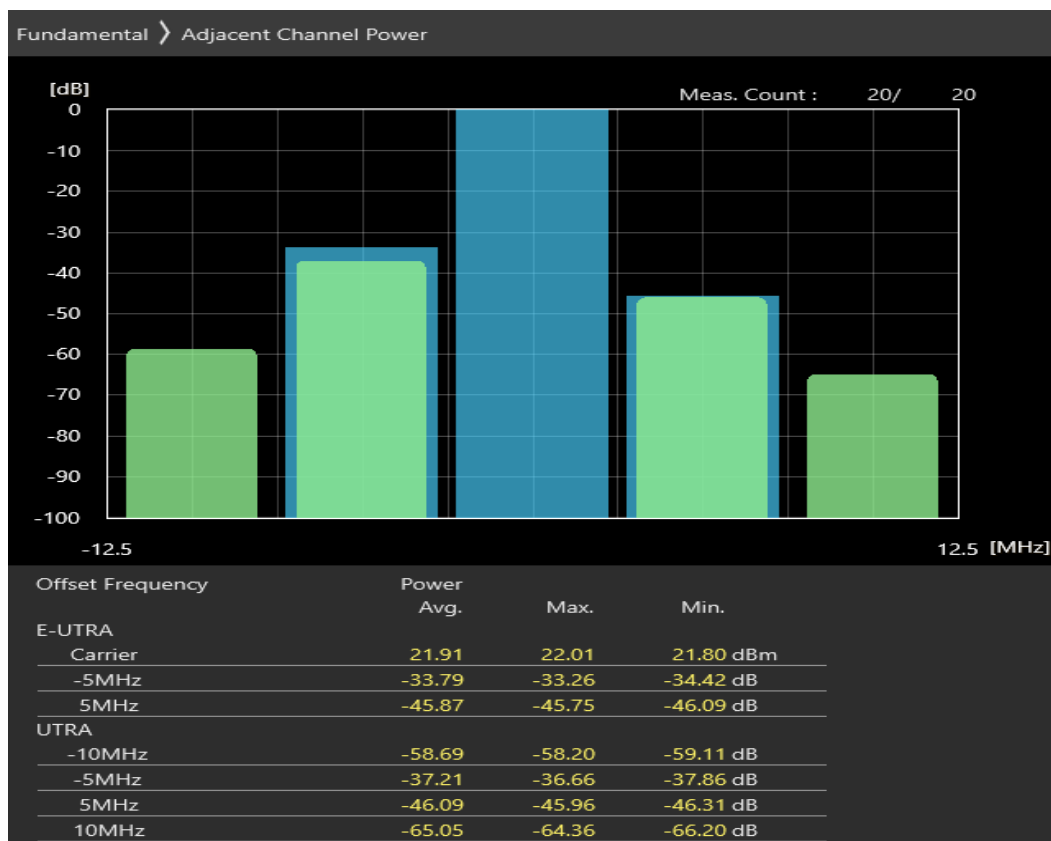 Fundamental 〉 Adjacent Channel Power
[dB]
Meas. Count : 20/ 20
0
-10
-20
-30
-40
-50
-60
-70
-80
-90
-100
-12.5 12.5 [MHz]
Offset Frequency Power
Avg. Max. Min.
E-UTRA
Carrier 21.91 22.01 21.80 dBm
-5MHz -33.79 -33.26 -34.42 dB
5MHz -45.87 -45.75 -46.09 dB
UTRA
-10MHz -58.69 -58.20 -59.11 dB
-5MHz -37.21 -36.66 -37.86 dB
5MHz -46.09 -45.96 -46.31 dB
10MHz -65.05 -64.36 -66.20 dB